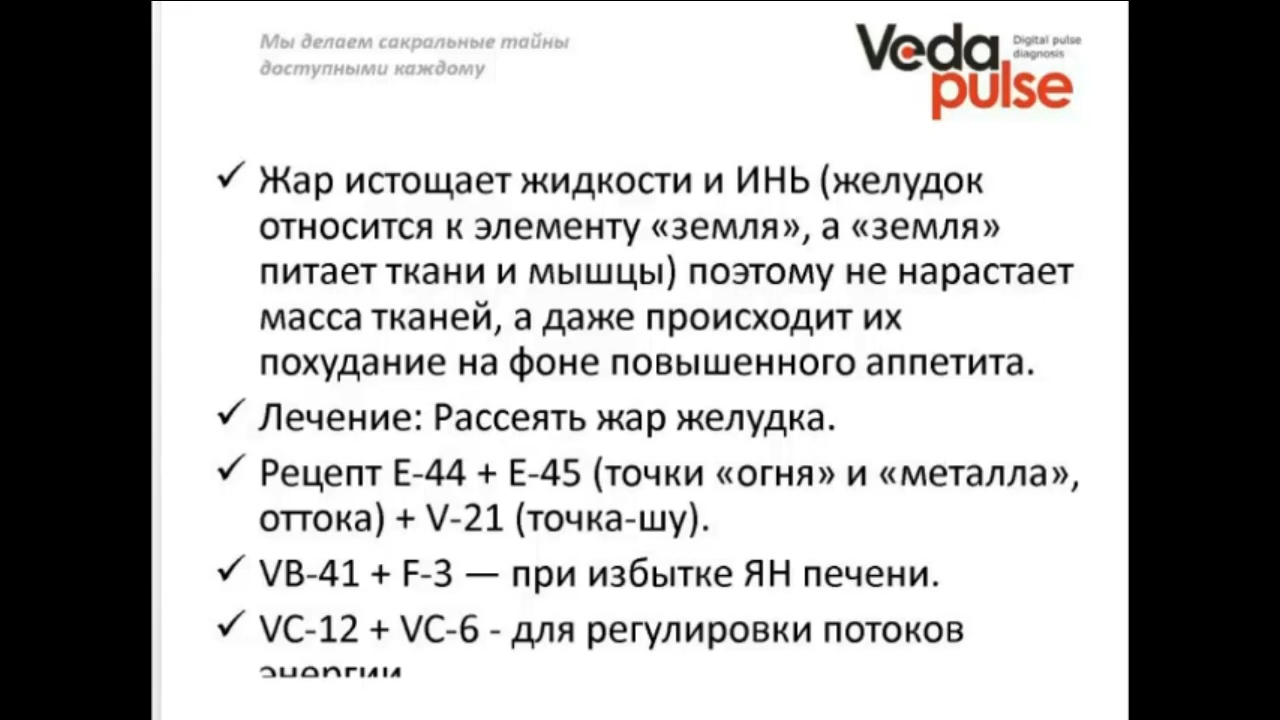 Мы делаем сакральные тайны
доступными каждому
Veda
pulse
Digital pulse
diagnosis
✓ Жар истощает жидкости и ИНЬ (желудок
относится к элементу «земля», а «земля»
питает ткани и мышцы) поэтому не нарастает
масса тканей, а даже происходит их
похудание на фоне повышенного аппетита.
✓ Лечение: Рассеять жар желудка.
✓ Рецепт Е-44 + Е-45 (точки «огня» и «металла»,
оттока) + V-21 (точка-шу).
✓ VB-41 + F-3 — при избытке ЯН печени.
✓ VC-12 + VC-6 - для регулировки потоков
энергии